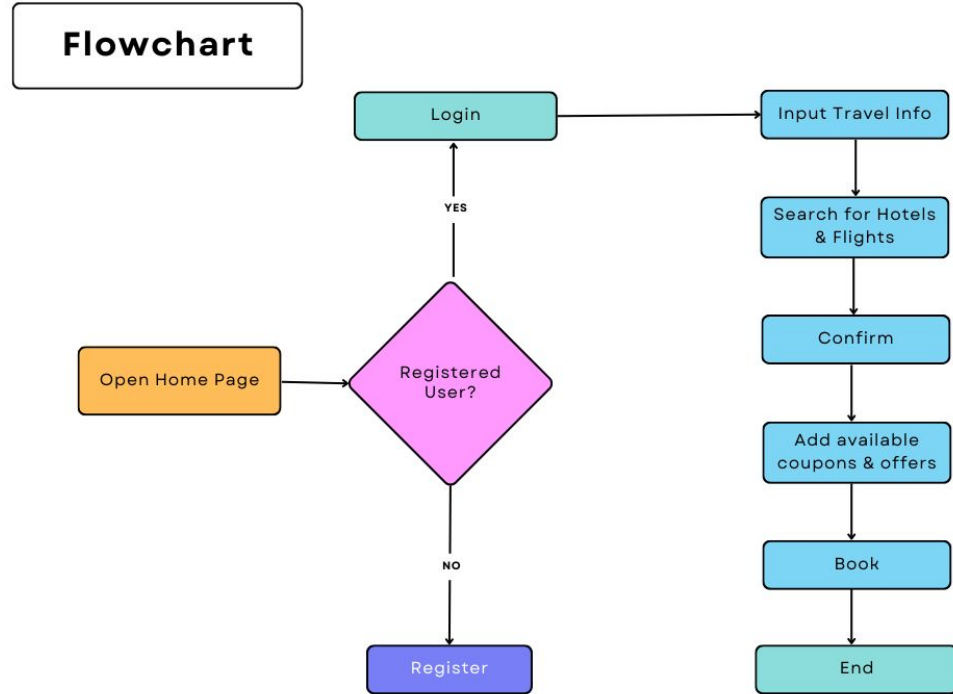 Flowchart
Login
Input Travel Info
YES
Search for Hotels
& Flights
Confirm
Open Home Page
Registered
User?
Add available
coupons & offers
NO
Book
Register
End